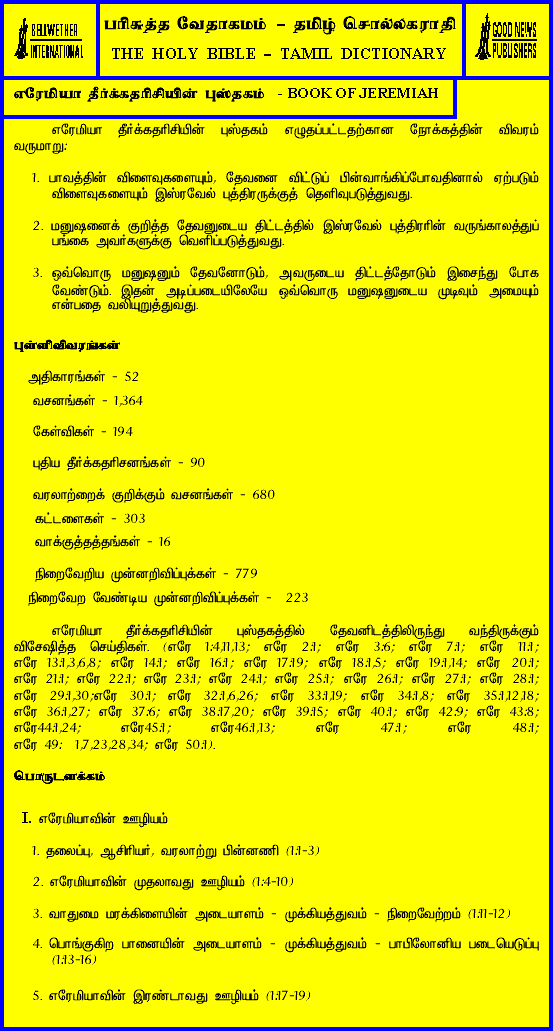 BELLWETHER
INTERNATIONAL
பரிசுத்த வேதாகமம் – தமிழ் சொல்லகராதி
THE HOLY BIBLE – TAMIL DICTIONARY
GOOD NEWS
PUBLISHERS
எரேமியா தீர்க்கதரிசியின் புஸ்தகம் - BOOK OF JEREMIAH
எரேமியா தீர்க்கதரிசியின் புஸ்தகம் எழுதப்பட்டதற்கான நோக்கத்தின் விவரம்
வருமாறு:
1. பாவத்தின் விளைவுகளையும், தேவனை விட்டுப் பின்வாங்கிப்போவதினால் ஏற்படும்
விளைவுகளையும் இஸ்ரவேல் புத்திரருக்குத் தெளிவுபடுத்துவது.
2. மனுஷனைக் குறித்த தேவனுடைய திட்டத்தில் இஸ்ரவேல் புத்திரரின் வருங்காலத்துப்
பங்கை அவர்களுக்கு வெளிப்படுத்துவது.
3. ஒவ்வொரு மனுஷனும் தேவனோடும், அவருடைய திட்டத்தோடும் இசைந்து போக
வேண்டும். இதன் அடிப்படையிலேயே ஒவ்வொரு மனுஷனுடைய முடிவும் அமையும்
என்பதை வலியுறுத்துவது.
புள்ளிவிவரங்கள்
அதிகாரங்கள் - 52
வசனங்கள் - 1,364
கேள்விகள் - 194
புதிய தீர்க்கதரிசனங்கள் - 90
வரலாற்றைக் குறிக்கும் வசனங்கள் - 680
கட்டளைகள் - 303
வாக்குத்தத்தங்கள் - 16
நிறைவேறிய முன்னறிவிப்புக்கள் - 779
நிறைவேற வேண்டிய முன்னறிவிப்புக்கள் - 223
எரேமியா தீர்க்கதரிசியின் புஸ்தகத்தில் தேவனிடத்திலிருந்து வந்திருக்கும்
விசேஷித்த செய்திகள். (எரே 1:4,11,13; எரே 2:1; எரே 3:6; எரே 7:1; எரே 11:1;
எரே 13:1,3,6,8; எரே 14:1; எரே 16:1; எரே 17:19; எரே 18:1,5; எரே 19:1,14; எரே 20:1;
எரே 21:1; எரே 22:1; எரே 23:1; எரே 24:1; எரே 25:1; எரே 26:1; எரே 27:1; எரே 28:1;
எரே 29:1,30;எரே 30:1; எரே 32:1,6,26; எரே 33:1,19; எரே 34:1,8; எரே 35:1,12,18;
எரே 36:1,27; எரே 37:6; எரே 38:17,20; எரே 39:15; எரே 40:1; எரே 42:9; எரே 43:8;
எரே44:1,24; எரே45:1; எரே46:1,13; எரே 47:1; எரே 48:1;
எரே 49: 1,7,23,28,34; எரே 50:1).
பொருடளக்கம்
I. எரேமியாவின் ஊழியம்
1. தலைப்பு, ஆசிரியர், வரலாற்று பின்னணி (1:1-3)
2. எரேமியாவின் முதலாவது ஊழியம் (1:4-10)
3. வாதுமை மரக்கிளையின் அடையாளம் - முக்கியத்துவம் - நிறைவேற்றம் (1:11-12)
4. பொங்குகிற பானையின் அடையாளம் - முக்கியத்துவம் - பாபிலோனிய படையெடுப்பு
(1:13-16)
5. எரேமியாவின் இரண்டாவது ஊழியம் (1:17-19)